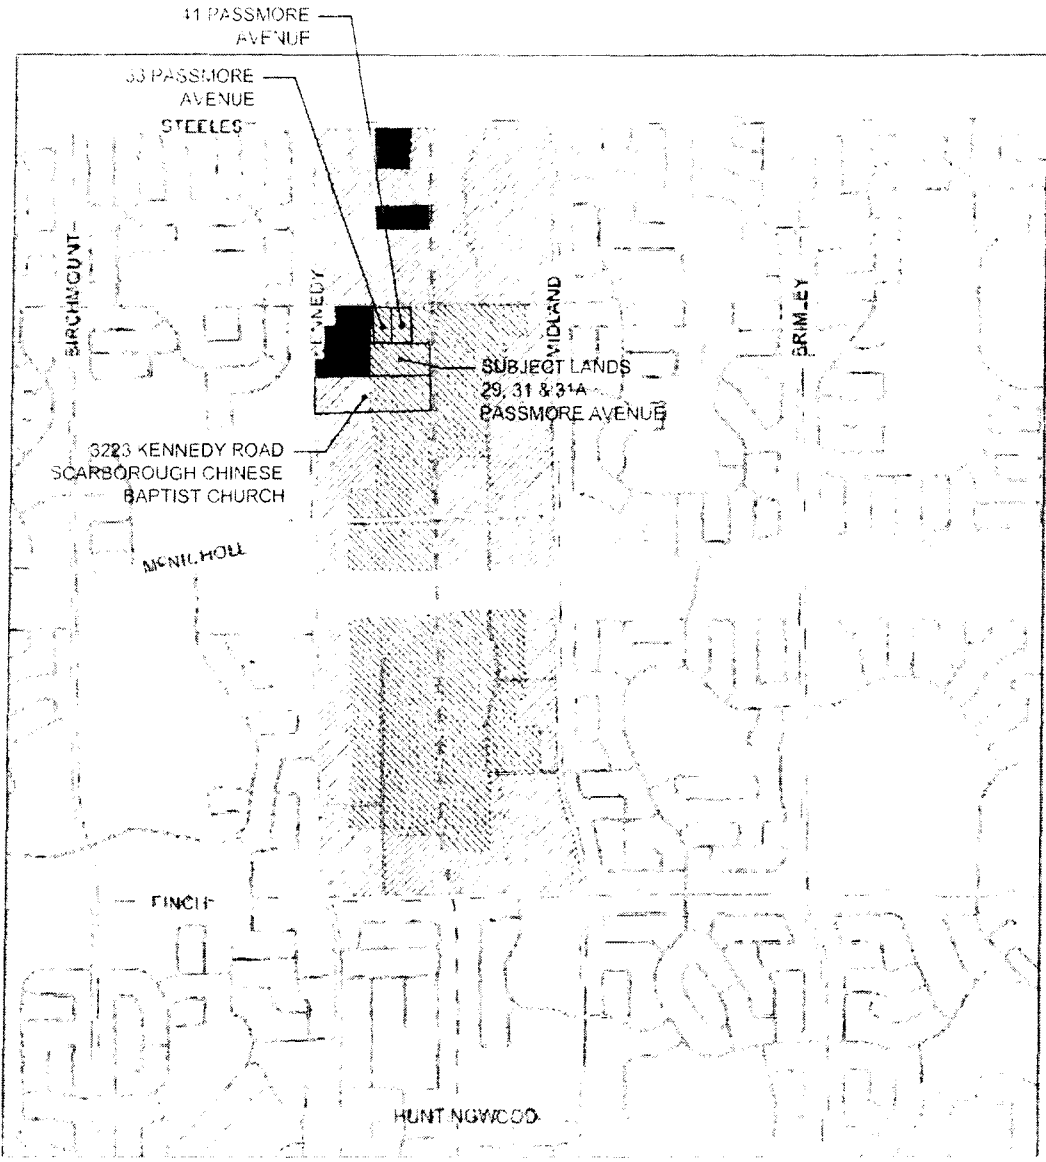 41 PASSMORE
AVENUE
33 PASSMORE
AVENUE
STEELES
BIRCHMOUNT
KENNEDY
MIDLAND
BRIMLEY
SUBJECT LANDS
29, 31 & 31A
PASSMORE AVENUE
3223 KENNEDY ROAD
SCARBOROUGH CHINESE
BAPTIST CHURCH
McNICHOLL
FINCH
HUNTINGWOOD